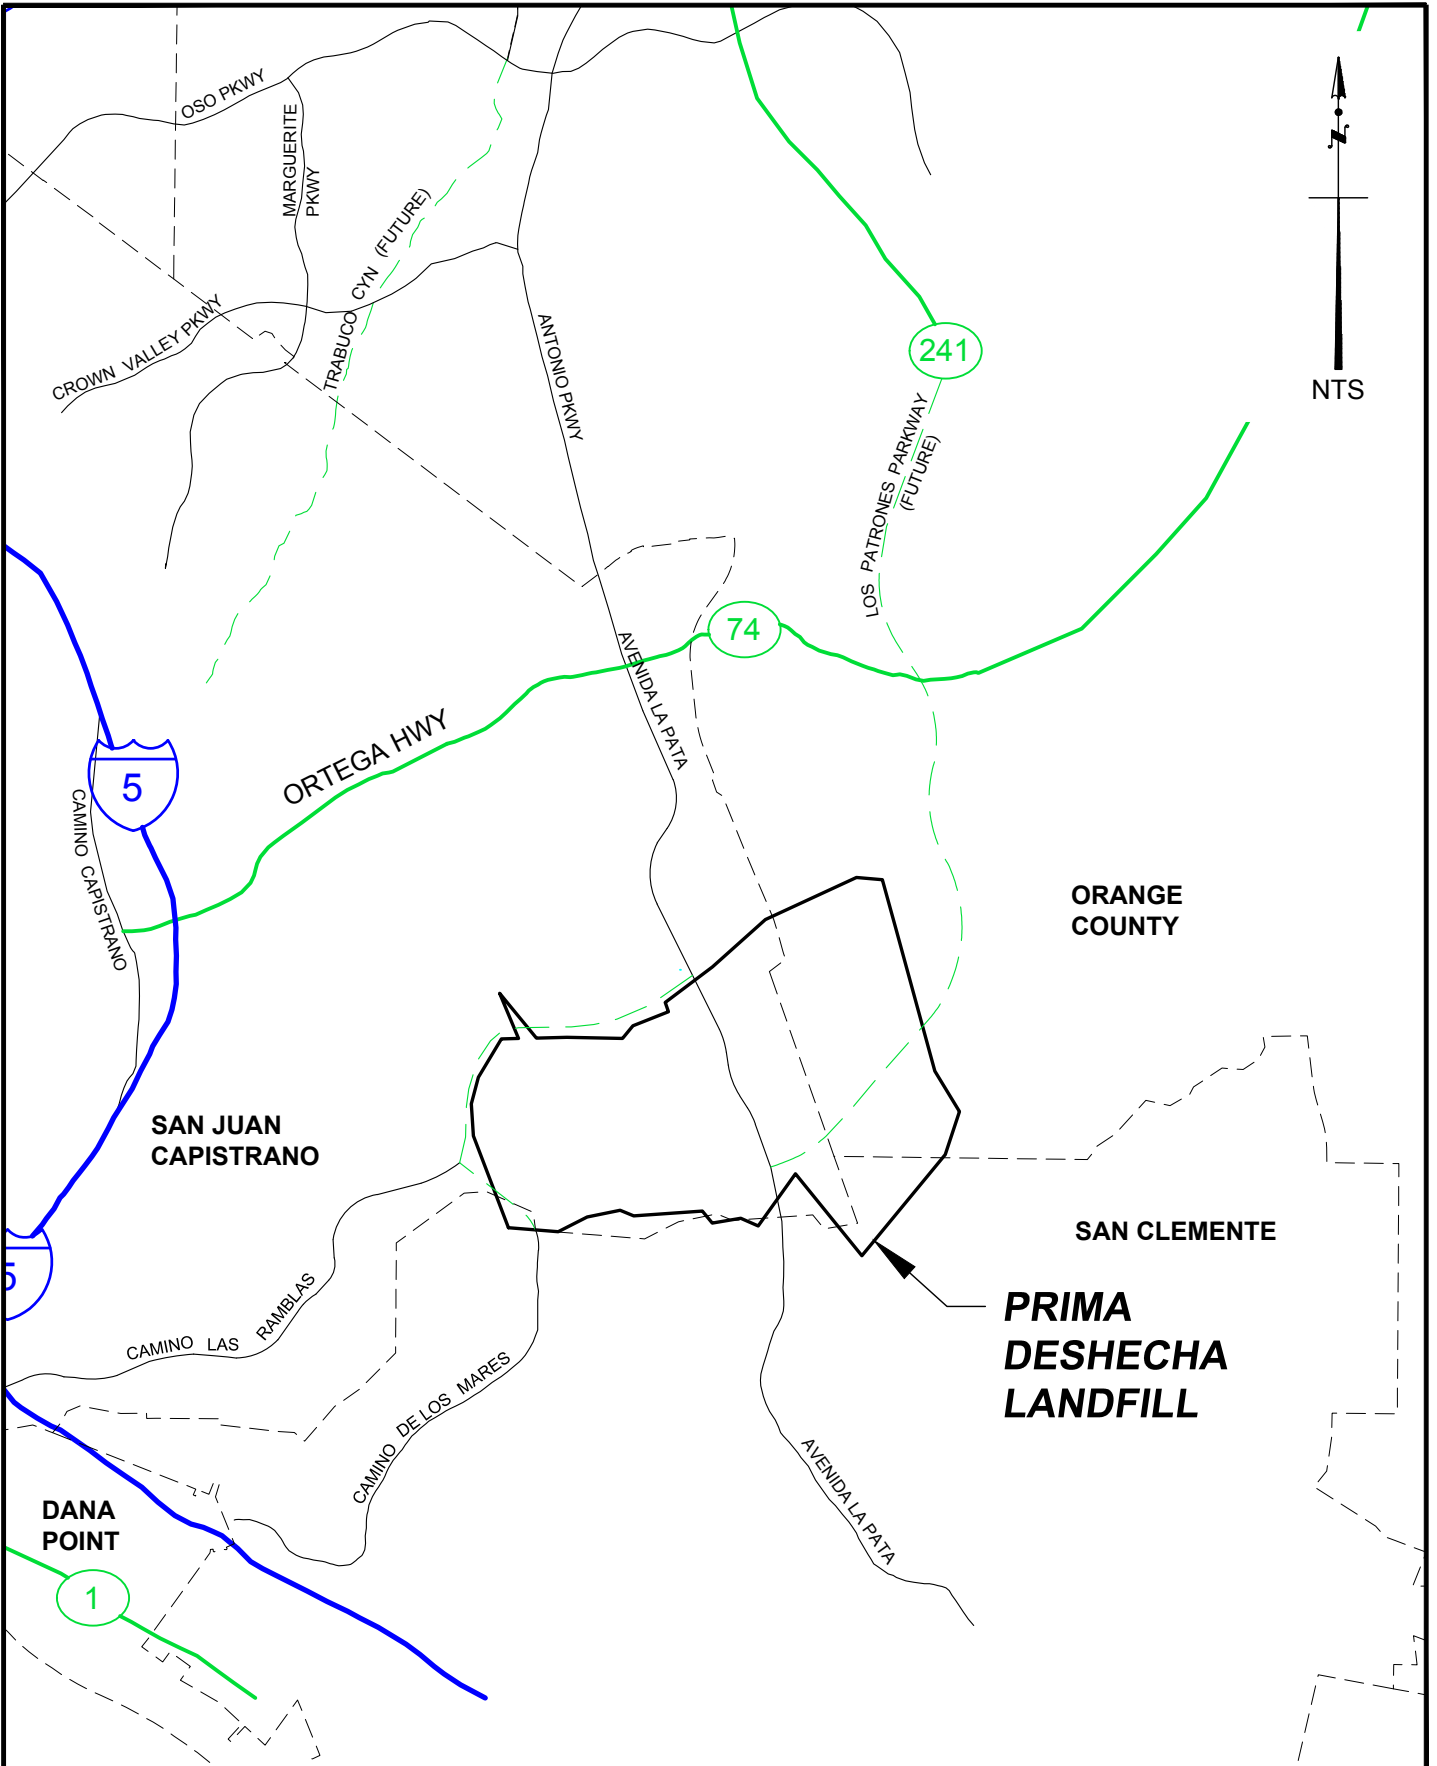 OSO PKWY
MARGUERITE
PKWY
TRABUCO CYN (FUTURE)
CROWN VALLEY PKWY
ANTONIO PKWY
241
N
NTS
LOS PATRONES PARKWAY
(FUTURE)
74
AVENIDA LA PATA
ORTEGA HWY
5
CAMINO CAPISTRANO
ORANGE
COUNTY
SAN JUAN
CAPISTRANO
SAN CLEMENTE
5
CAMINO LAS RAMBLAS
PRIMA
DESHECHA
LANDFILL
CAMINO DE LOS MARES
AVENIDA LA PATA
DANA
POINT
1